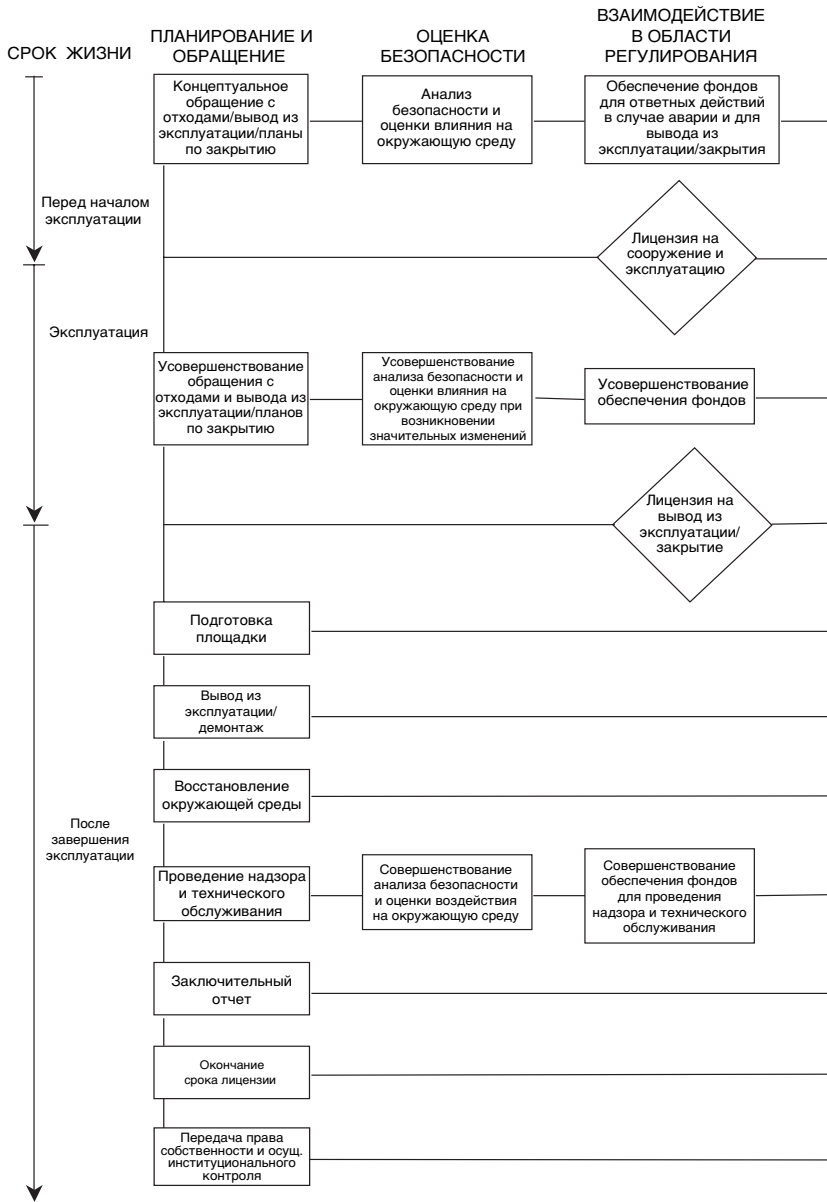 СРОК ЖИЗНИ
ПЛАНИРОВАНИЕ И
ОБРАЩЕНИЕ
ОЦЕНКА
БЕЗОПАСНОСТИ
ВЗАИМОДЕЙСТВИЕ
В ОБЛАСТИ
РЕГУЛИРОВАНИЯ
Концептуальное
обращение с
отходами/вывод из
эксплуатации/планы
по закрытию
Анализ
безопасности и
оценки влияния на
окружающую среду
Обеспечение фондов
для ответных действий
в случае аварии и для
вывода из
эксплуатации/закрытия
Перед началом
эксплуатации
Лицензия на
сооружение и
эксплуатацию
Эксплуатация
Усовершенствование
обращения с
отходами и вывода из
эксплуатации/планов
по закрытию
Усовершенствование
анализа безопасности и
оценки влияния на
окружающую среду при
возникновении
значительных изменений
Усовершенствование
обеспечения фондов
Лицензия на
вывод из
эксплуатации/
закрытие
Подготовка
площадки
Вывод из
эксплуатации/
демонтаж
Восстановление
окружающей среды
После
завершения
эксплуатации
Проведение надзора
и технического
обслуживания
Совершенствование
анализа безопасности
и оценки воздействия
на окружающую среду
Совершенствование
обеспечения фондов
для проведения
надзора и технического
обслуживания
Заключительный
отчет
Окончание
срока лицензии
Передача права
собственности и осущ.
институционального
контроля